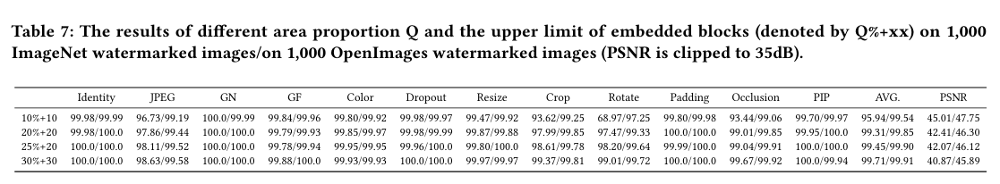 Table 7: The results of different area proportion Q and the upper limit of embedded blocks (denoted by Q%+xx) on 1,000
ImageNet watermarked images/on 1,000 OpenImages watermarked images (PSNR is clipped to 35dB).
Identity JPEG GN GF Color Dropout Resize Crop Rotate Padding Occlusion PIP AVG. PSNR
10%+10 99.98/99.99 96.73/99.19 100.0/99.99 99.84/99.96 99.80/99.92 99.98/99.97 99.47/99.92 93.62/99.25 68.97/97.25 99.80/99.98 93.44/99.06 99.70/99.97 95.94/99.54 45.01/47.75
20%+20 99.98/100.0 97.86/99.44 100.0/100.0 99.79/99.93 99.85/99.97 99.98/99.99 99.87/99.88 97.99/99.85 97.47/99.33 100.0/100.0 99.01/99.85 99.95/100.0 99.31/99.85 42.41/46.30
25%+20 100.0/100.0 98.11/99.52 100.0/100.0 99.78/99.94 99.95/99.95 99.96/100.0 99.80/100.0 98.61/99.78 98.20/99.64 99.99/100.0 99.04/99.91 100.0/100.0 99.45/99.90 42.07/46.12
30%+30 100.0/100.0 98.63/99.58 100.0/100.0 99.88/100.0 99.93/99.93 100.0/100.0 99.97/99.97 99.37/99.81 99.01/99.72 100.0/100.0 99.67/99.92 100.0/99.94 99.71/99.91 40.87/45.89